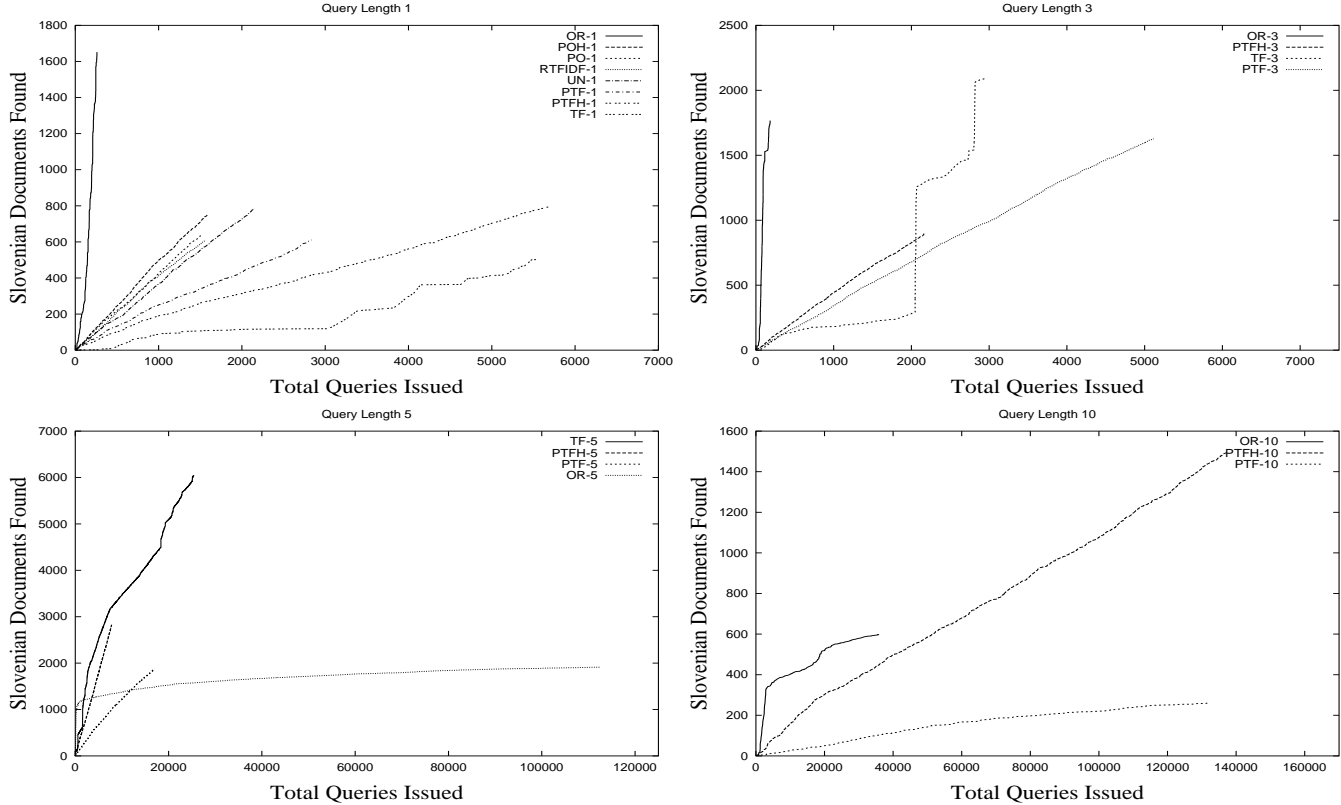 Query Length 1
Slovenian Documents Found
1800
1600
1400
1200
1000
800
600
400
200
0
OR-1
POH-1
PO-1
RTFIDF-1
UN-1
PTF-1
PTFH-1
TF-1
0 1000 2000 3000 4000 5000 6000 7000
Total Queries Issued
Query Length 3
Slovenian Documents Found
2500
2000
1500
1000
500
0
OR-3
PTFH-3
TF-3
PTF-3
0 1000 2000 3000 4000 5000 6000 7000
Total Queries Issued
Query Length 5
Slovenian Documents Found
7000
6000
5000
4000
3000
2000
1000
0
TF-5
PTFH-5
PTF-5
OR-5
0 20000 40000 60000 80000 100000 120000
Total Queries Issued
Query Length 10
Slovenian Documents Found
1600
1400
1200
1000
800
600
400
200
0
OR-10
PTFH-10
PTF-10
0 20000 40000 60000 80000 100000 120000 140000 160000
Total Queries Issued